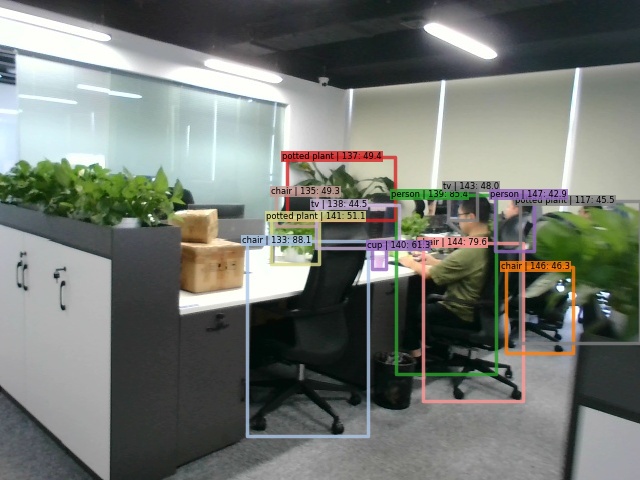 potted plant | 137: 49.4
tv | 143: 48.0
chair | 135: 49.3
person | 139: 85.4
person | 147: 42.9
potted plant | 117: 45.5
tv | 138: 44.5
potted plant | 141: 51.1
chair | 133: 88.1
cup | 140: 61.3
chair | 144: 79.6
chair | 146: 46.3